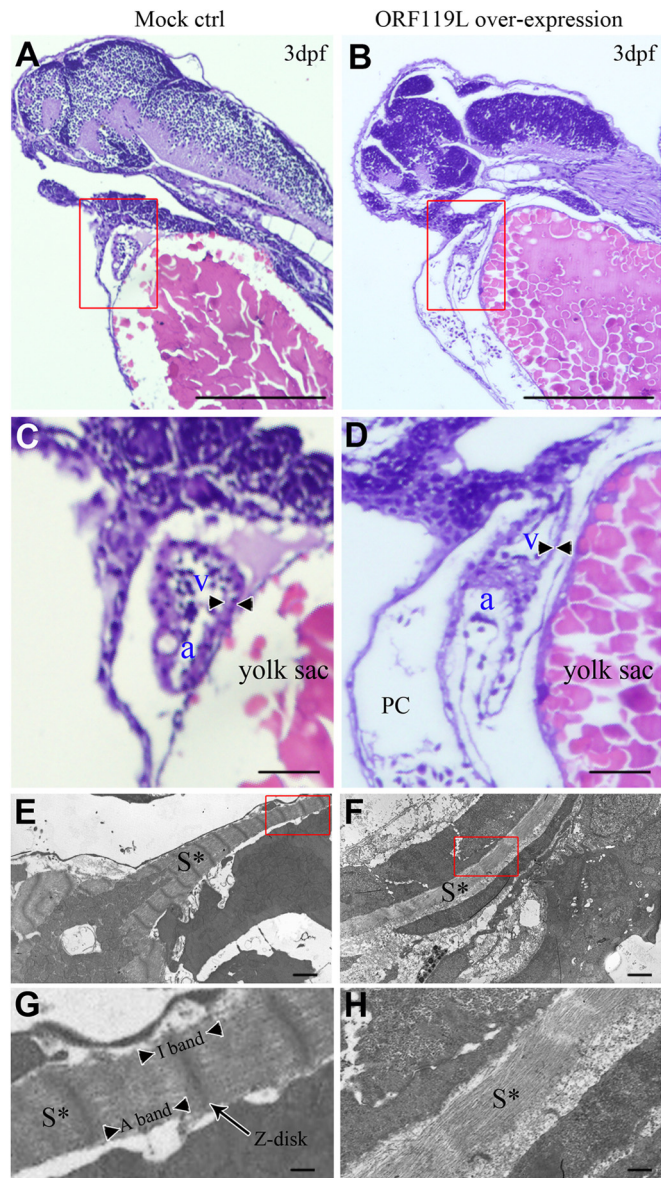 Mock ctrl
ORF119L over-expression
A
3dpf
B
3dpf
C
v
a
yolk sac
D
v
a
PC
yolk sac
E
S*
F
S*
G
I band
S*
A band
Z-disk
H
S*